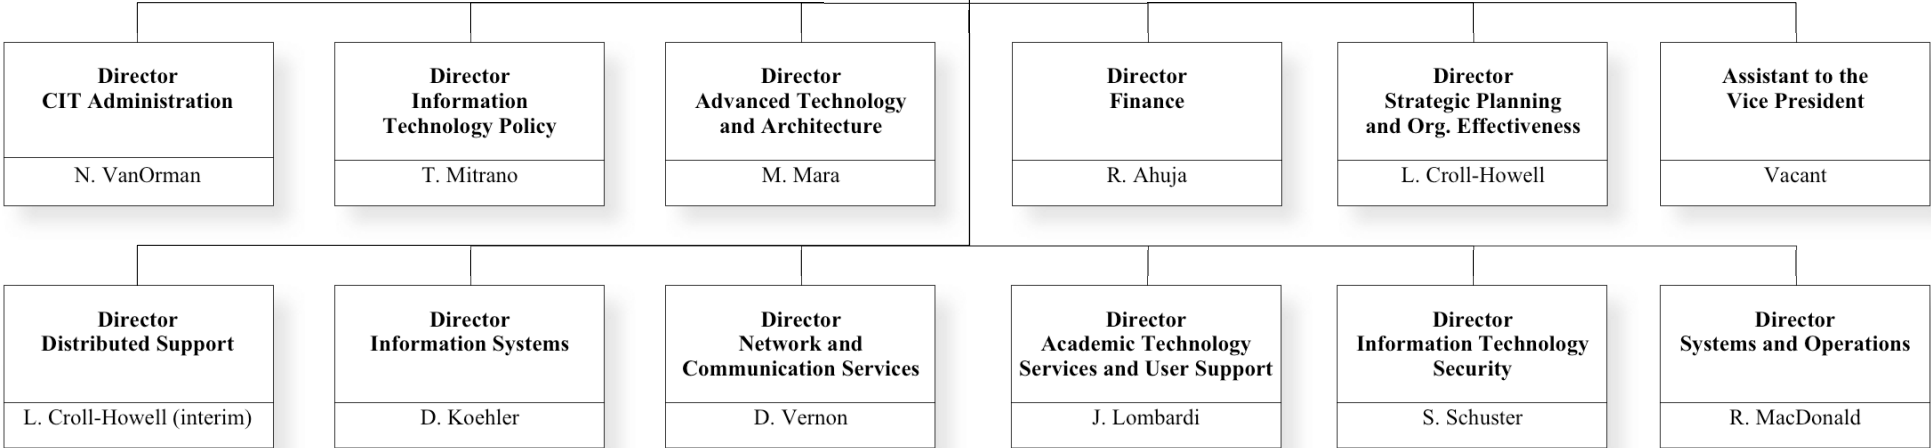 Director
CIT Administration
N. VanOrman
Director
Information
Technology Policy
T. Mitrano
Director
Advanced Technology
and Architecture
M. Mara
Director
Finance
R. Ahuja
Director
Strategic Planning
and Org. Effectiveness
L. Croll-Howell
Assistant to the
Vice President
Vacant
Director
Distributed Support
L. Croll-Howell (interim)
Director
Information Systems
D. Koehler
Director
Network and
Communication Services
D. Vernon
Director
Academic Technology
Services and User Support
J. Lombardi
Director
Information Technology
Security
S. Schuster
Director
Systems and Operations
R. MacDonald